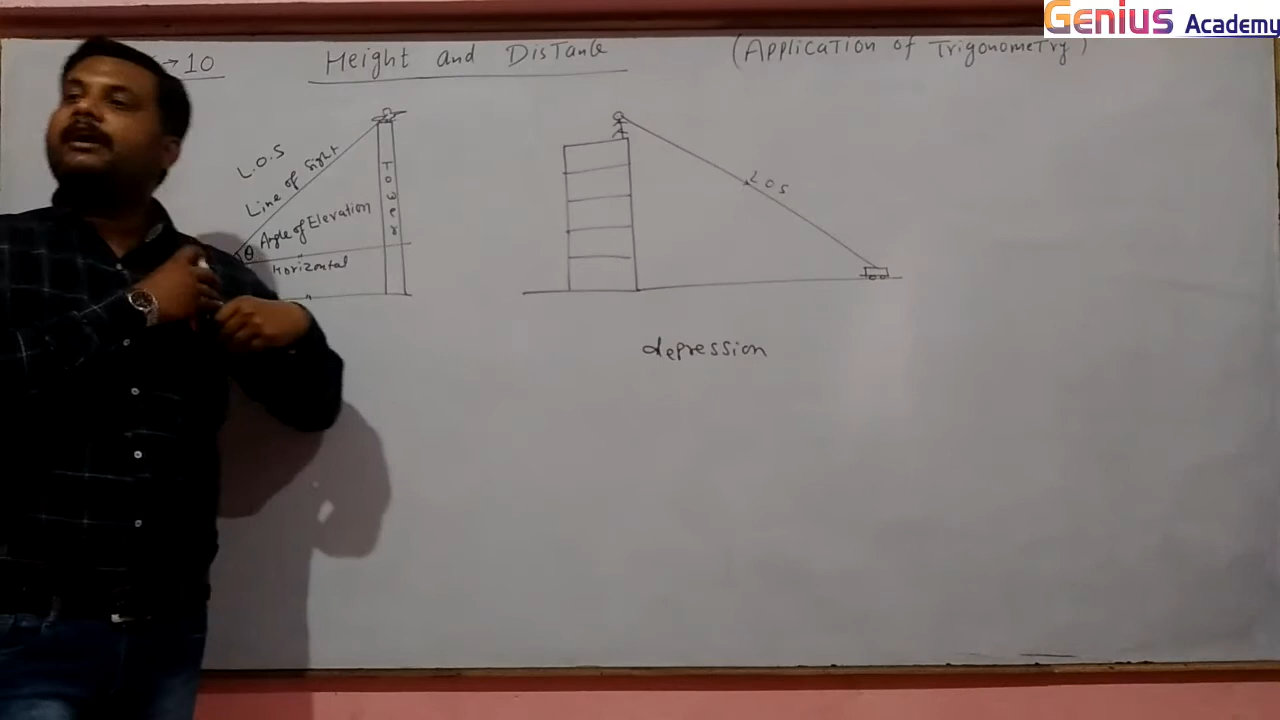 Genius Academy
→ 10
Height and DisTance
(ApplicaTion of TrigonomeTry)
L.O.S
Line of Sight
Tower
Angle of Elevation
θ
Horizontal
LOS
depression